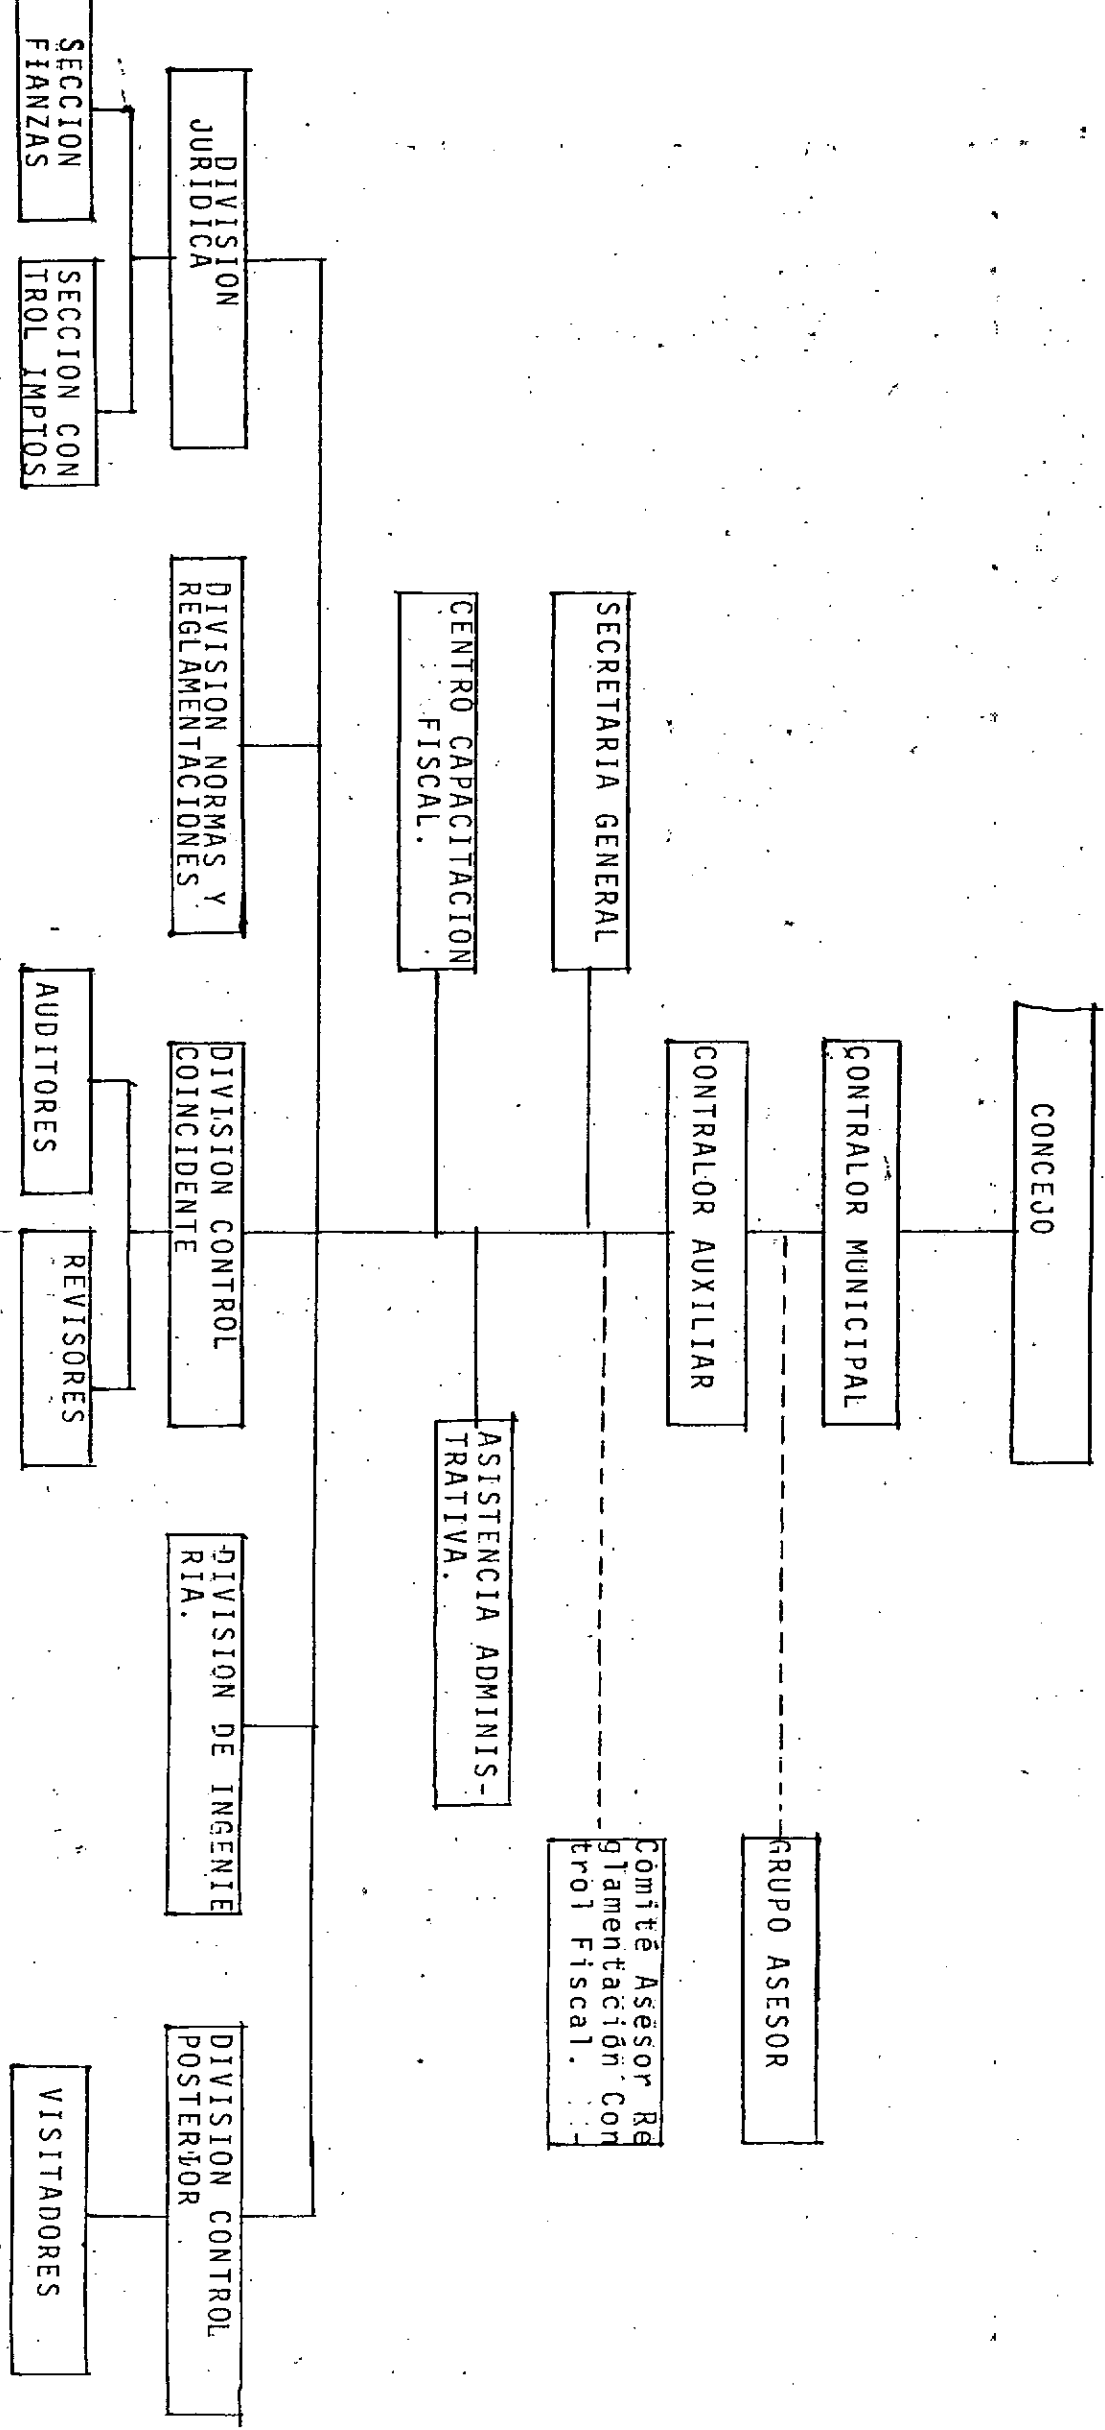 CONCEJO
CONTRALOR MUNICIPAL
GRUPO ASESOR
CONTRALOR AUXILIAR
Comité Asesor Re
glamentación Con
trol Fiscal.
SECRETARIA GENERAL
ASISTENCIA ADMINIS-
TRATIVA.
CENTRO CAPACITACION
FISCAL.
DIVISION
JURIDICA
DIVISION NORMAS Y
REGLAMENTACIONES
DIVISION CONTROL
COINCIDENTE
DIVISION DE INGENIE
RIA.
DIVISION CONTROL
POSTERIOR
SECCION
FIANZAS
SECCION CON
TROL IMPTOS
AUDITORES
REVISORES
VISITADORES